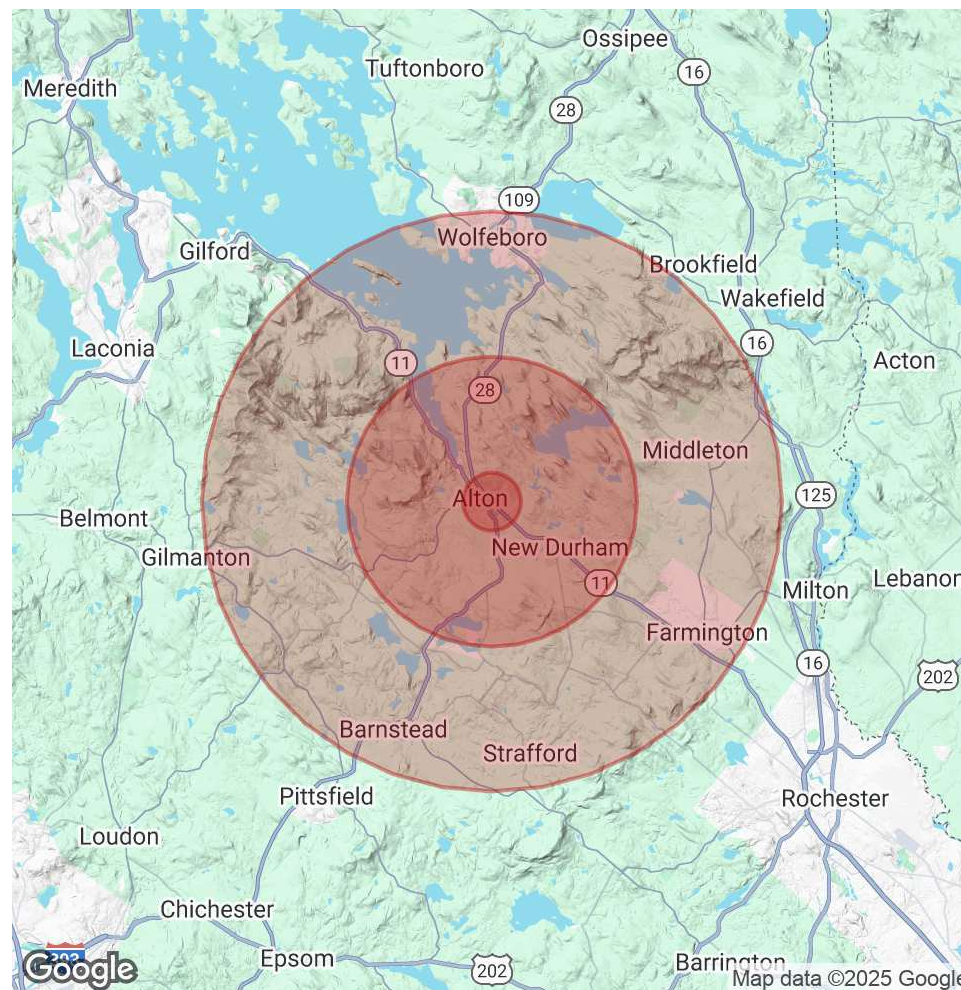 Ossipee
Tuftonboro
16
Meredith
28
109
Wolfeboro
Gilford
Brookfield
Wakefield
16
Laconia
11
Acton
28
Middleton
Alton
125
Belmont
New Durham
Gilmanton
11
Lebanon
Milton
Farmington
16
202
Barnstead
Strafford
Pittsfield
Rochester
Loudon
Chichester
Epsom
Barrington
202
Google
Map data ©2025 Google